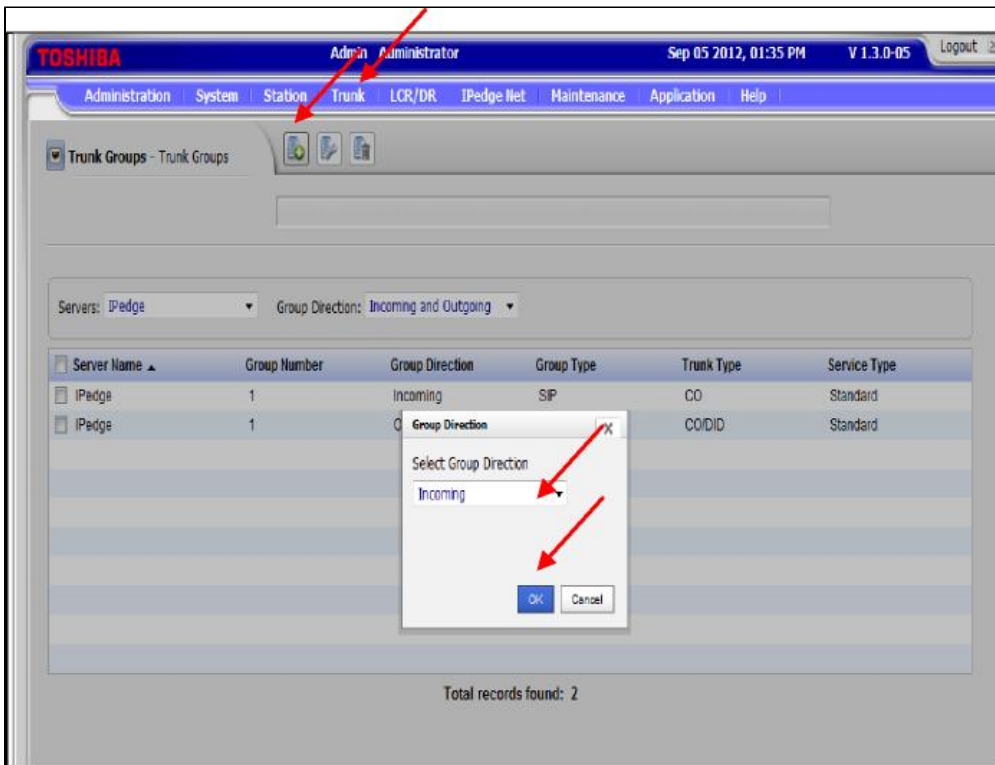 TOSHIBA Admin Administrator Sep 05 2012, 01:35 PM V 1.3.0-05 Logout
Administration System Station Trunk LCR/DR IPedge Net Maintenance Application Help
Trunk Groups - Trunk Groups
Servers: IPedge Group Direction: Incoming and Outgoing
Server Name Group Number Group Direction Group Type Trunk Type Service Type
IPedge 1 Incoming SIP CO Standard
IPedge 1 CO/DID Standard
Group Direction X
Select Group Direction
Incoming
OK Cancel
Total records found: 2